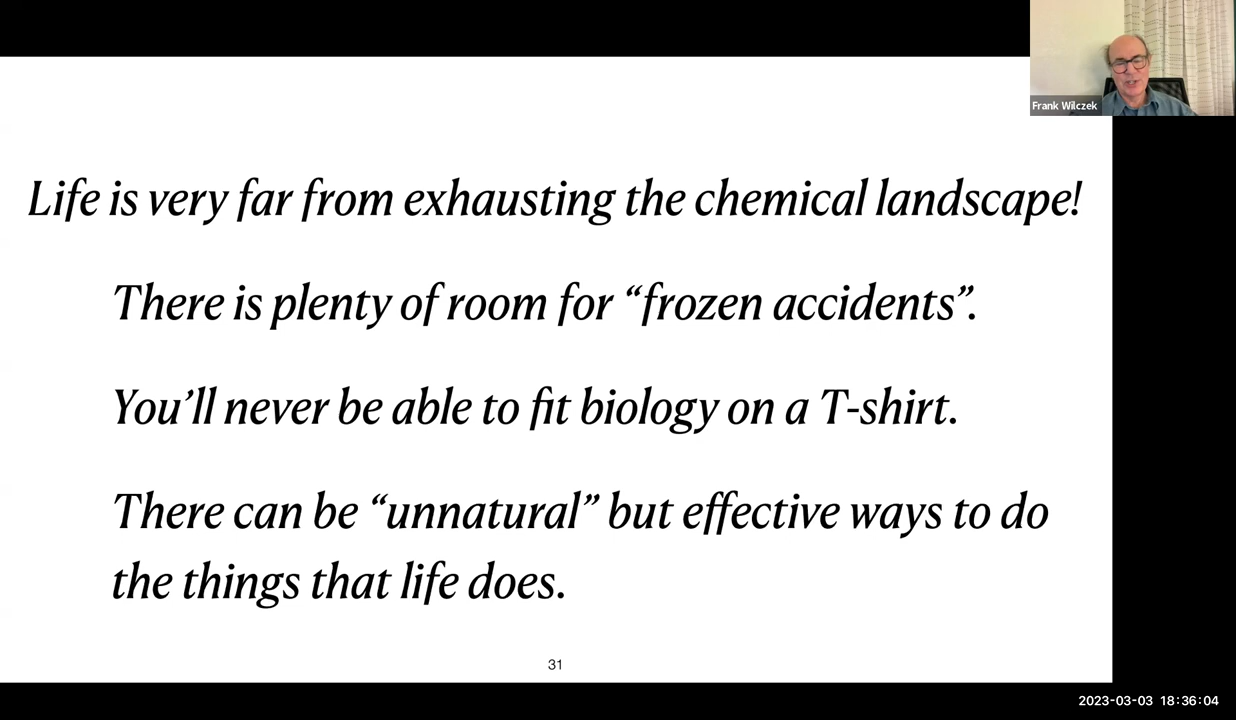 Frank Wilczek
Life is very far from exhausting the chemical landscape!
There is plenty of room for “frozen accidents”.
You’ll never be able to fit biology on a T-shirt.
There can be “unnatural” but effective ways to do
the things that life does.
31
2023-03-03 18:36:04